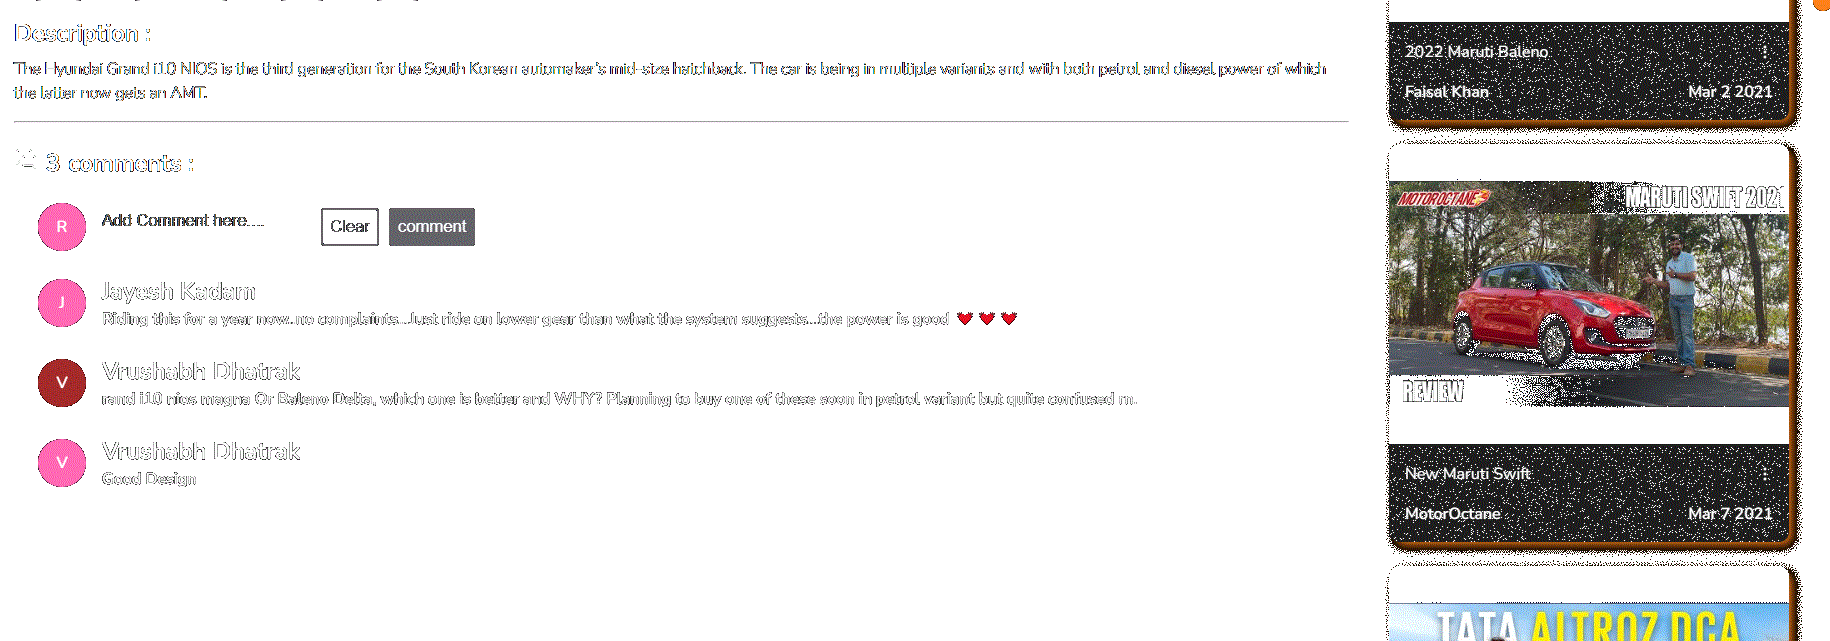 Description :
The Hyundai Grand i10 NIOS is the third generation for the South Korean automaker's mid-size hatchback. The car is being in multiple variants and with both petrol and diesel power of which
the latter now gets an AMT.
3 comments :
R
Add Comment here....
Clear
comment
J
Jayesh Kadam
Riding this for a year now..no complaints...Just ride on lower gear than what the system suggests...the power is good ❤❤❤
V
Vrushabh Dhatrak
rand i10 nios magna Or Baleno Delta, which one is better and WHY? Planning to buy one of these soon in petrol variant but quite confused rn.
V
Vrushabh Dhatrak
Good Design
2022 Maruti Baleno
Faisal Khan Mar 2 2021
MOTOROCTANE
MARUTI SWIFT 2021
REVIEW
New Maruti Swift
MotorOctane Mar 7 2021
TATA ALTROZ DCA